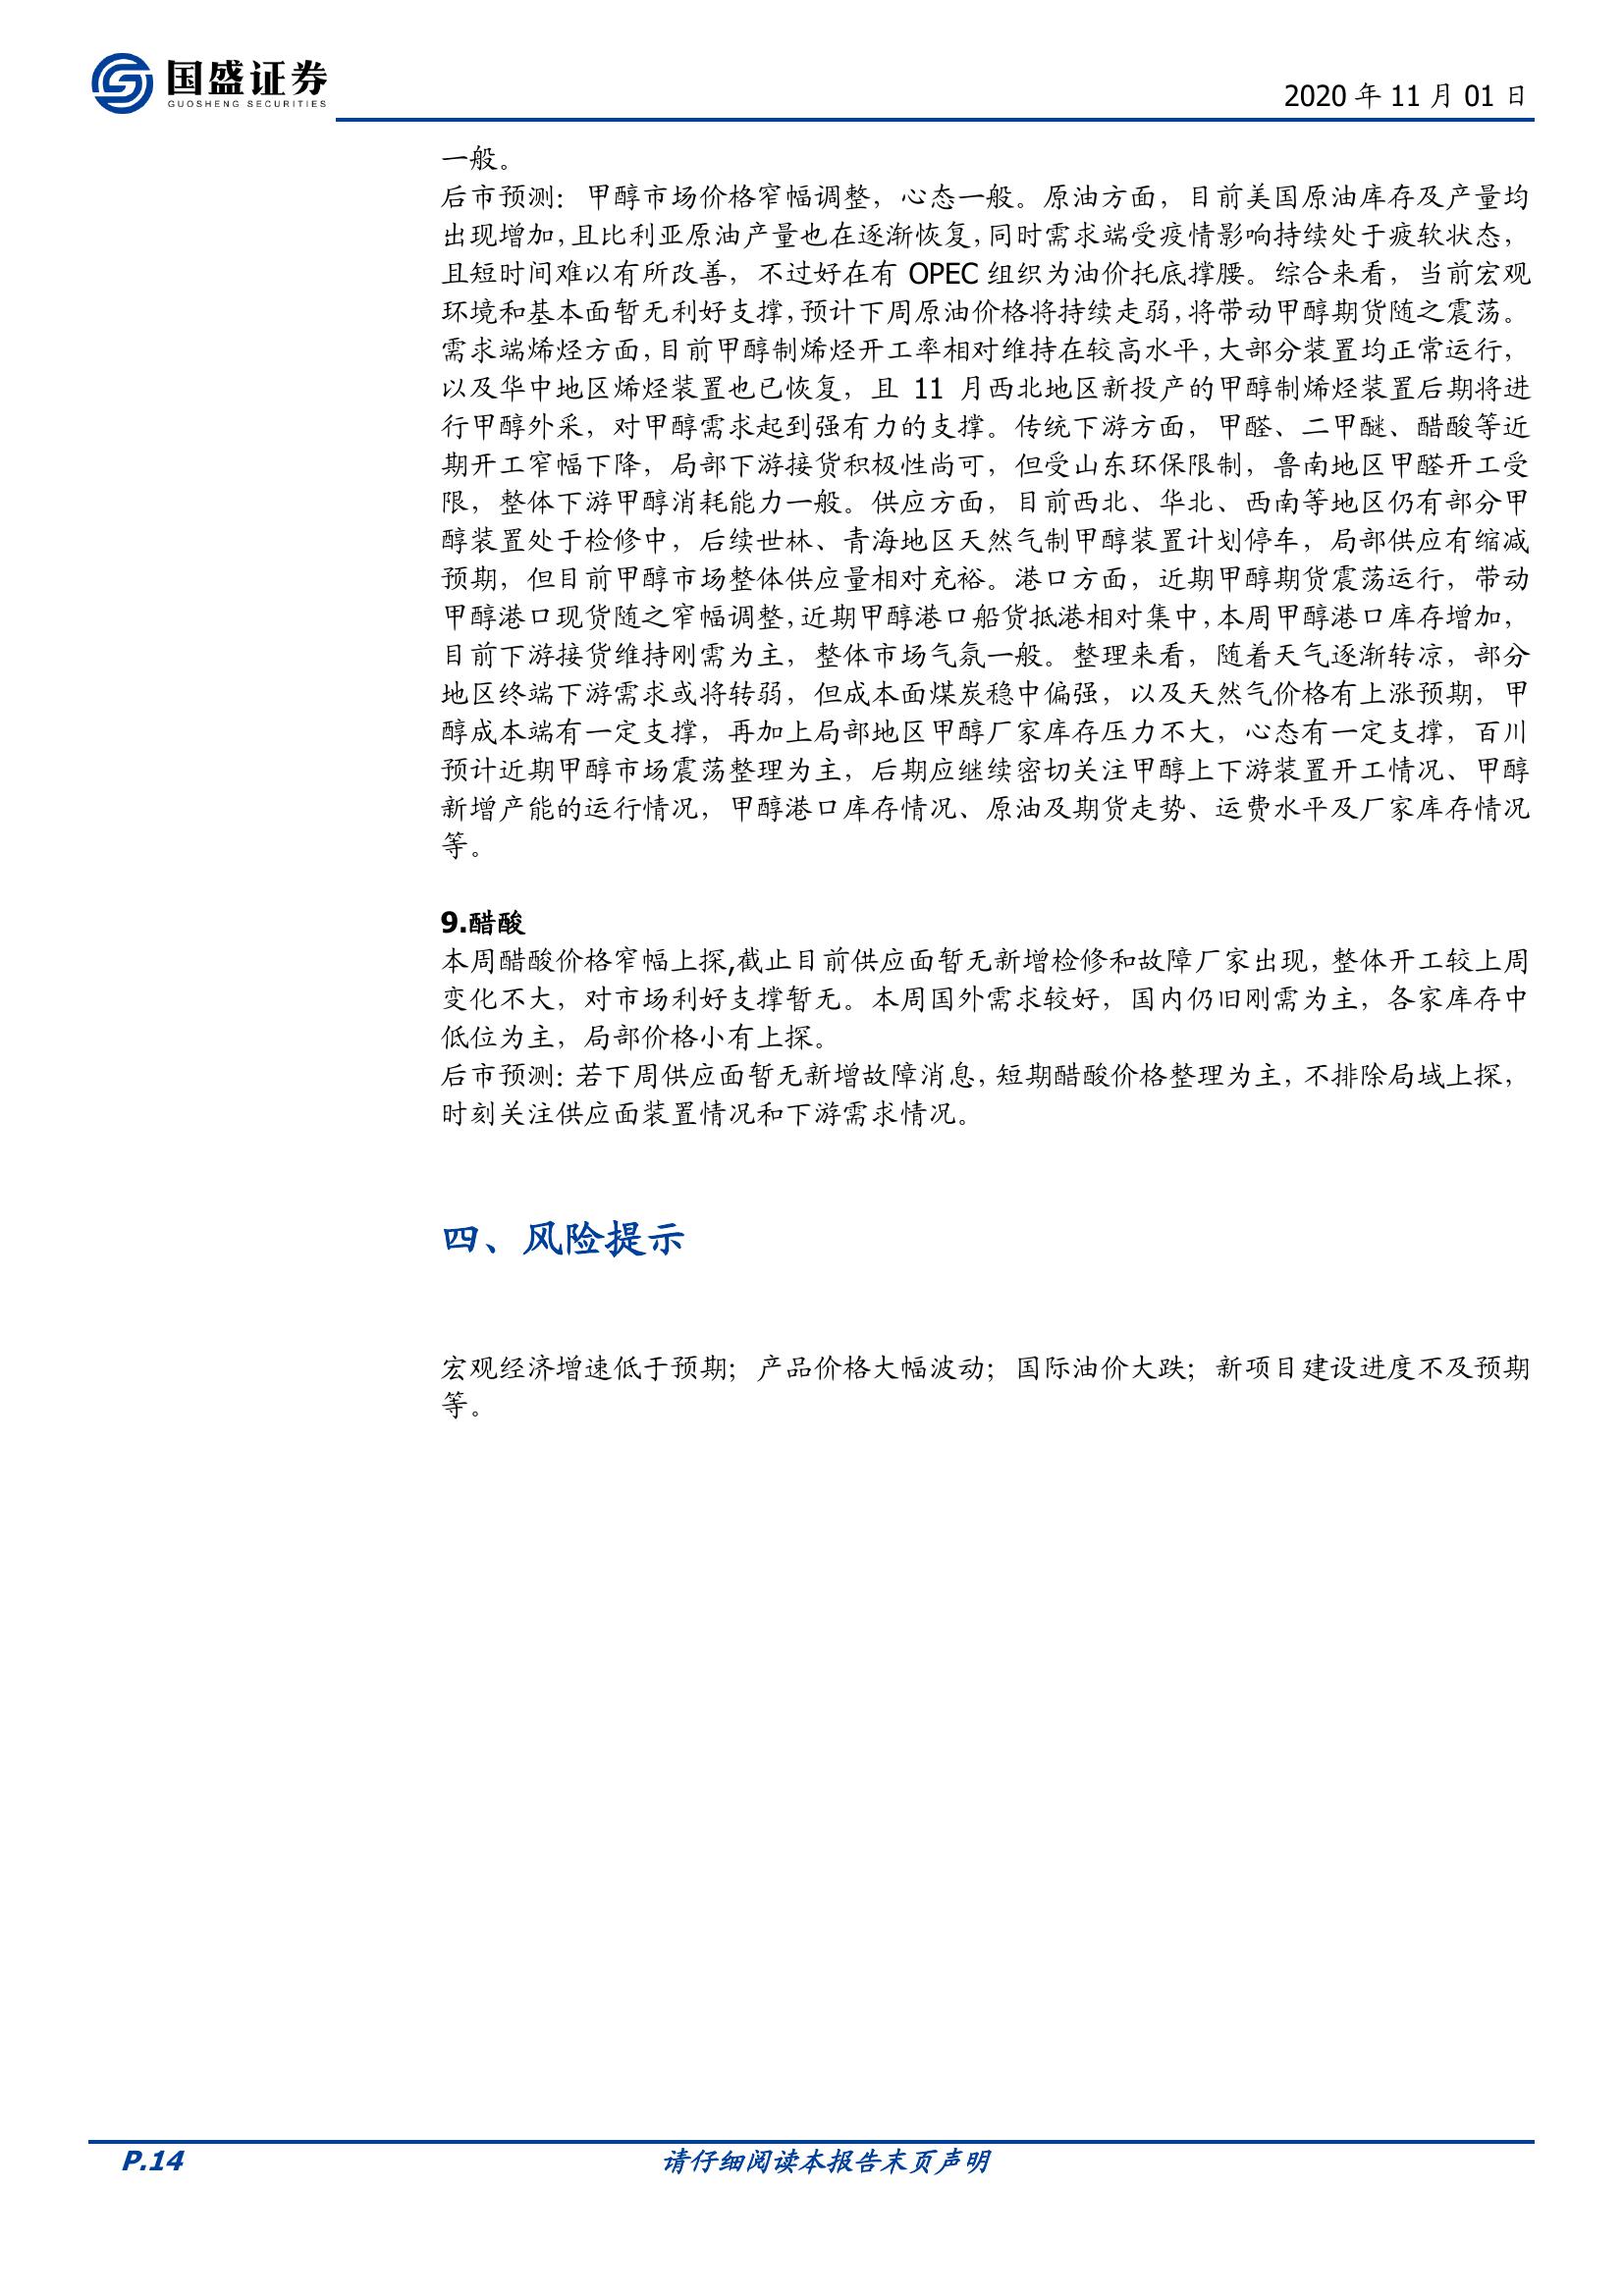 国盛证券
GUOSHENG SECURITIES
2020 年 11 月 01 日
一般。
后市预测：甲醇市场价格窄幅调整，心态一般。原油方面，目前美国原油库存及产量均
出现增加，且比利亚原油产量也在逐渐恢复，同时需求端受疫情影响持续处于疲软状态，
且短时间难以有所改善，不过好在有 OPEC 组织为油价托底撑腰。综合来看，当前宏观
环境和基本面暂无利好支撑，预计下周原油价格将持续走弱，将带动甲醇期货随之震荡。
需求端烯烃方面，目前甲醇制烯烃开工率相对维持在较高水平，大部分装置均正常运行，
以及华中地区烯烃装置也已恢复，且 11 月西北地区新投产的甲醇制烯烃装置后期将进
行甲醇外采，对甲醇需求起到强有力的支撑。传统下游方面，甲醛、二甲醚、醋酸等近
期开工窄幅下降，局部下游接货积极性尚可，但受山东环保限制，鲁南地区甲醛开工受
限，整体下游甲醇消耗能力一般。供应方面，目前西北、华北、西南等地区仍有部分甲
醇装置处于检修中，后续世林、青海地区天然气制甲醇装置计划停车，局部供应有缩减
预期，但目前甲醇市场整体供应量相对充裕。港口方面，近期甲醇期货震荡运行，带动
甲醇港口现货随之窄幅调整，近期甲醇港口船货抵港相对集中，本周甲醇港口库存增加，
目前下游接货维持刚需为主，整体市场气氛一般。整理来看，随着天气逐渐转凉，部分
地区终端下游需求或将转弱，但成本面煤炭稳中偏强，以及天然气价格有上涨预期，甲
醇成本端有一定支撑，再加上局部地区甲醇厂家库存压力不大，心态有一定支撑，百川
预计近期甲醇市场震荡整理为主，后期应继续密切关注甲醇上下游装置开工情况、甲醇
新增产能的运行情况，甲醇港口库存情况、原油及期货走势、运费水平及厂家库存情况
等。
9.醋酸
本周醋酸价格窄幅上探,截止目前供应面暂无新增检修和故障厂家出现，整体开工较上周
变化不大，对市场利好支撑暂无。本周国外需求较好，国内仍旧刚需为主，各家库存中
低位为主，局部价格小有上探。
后市预测：若下周供应面暂无新增故障消息，短期醋酸价格整理为主，不排除局域上探，
时刻关注供应面装置情况和下游需求情况。
四、风险提示
宏观经济增速低于预期；产品价格大幅波动；国际油价大跌；新项目建设进度不及预期
等。
P.14
请仔细阅读本报告末页声明